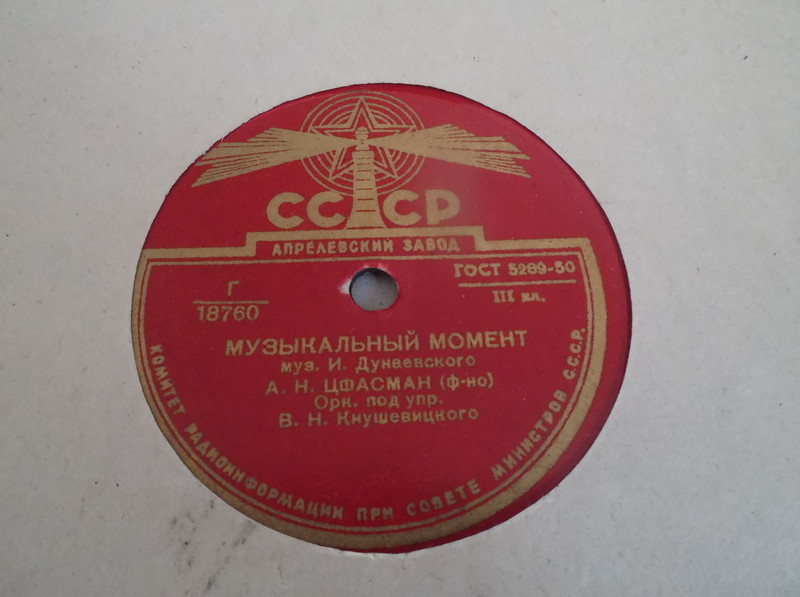 СССР
АПРЕЛЕВСКИЙ ЗАВОД
Г
18760
ГОСТ 5289-50
III кл.
МУЗЫКАЛЬНЫЙ МОМЕНТ
муз. И. Дунаевского
А. Н. ЦФАСМАН (ф-но)
Орк. под упр.
В. Н. Кнушевицкого
КОМИТЕТ РАДИОИНФОРМАЦИИ ПРИ СОВЕТЕ МИНИСТРОВ С.С.С.Р.